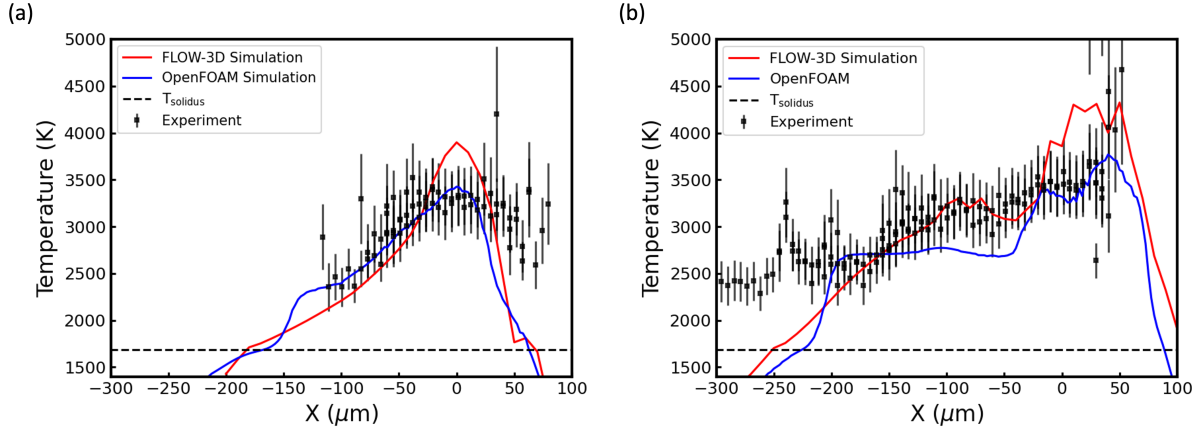 (a)
(b)
5000
4500
4000
3500
3000
2500
2000
1500
Temperature (K)
−300 −250 −200 −150 −100 −50 0 50 100
X (μm)
FLOW-3D Simulation
OpenFOAM Simulation
Tsolidus
Experiment
5000
4500
4000
3500
3000
2500
2000
1500
Temperature (K)
−300 −250 −200 −150 −100 −50 0 50 100
X (μm)
FLOW-3D Simulation
OpenFOAM
Tsolidus
Experiment